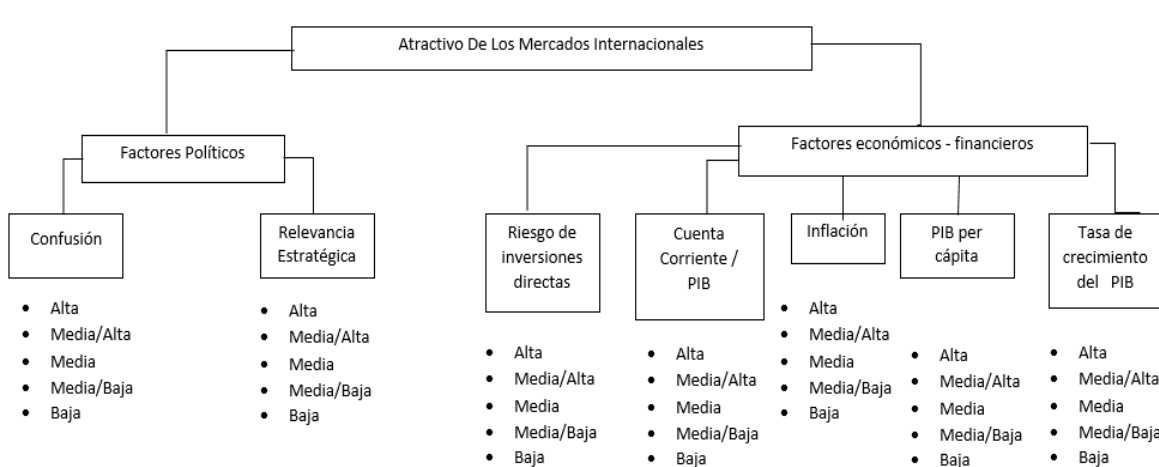 Atractivo De Los Mercados Internacionales
Factores Políticos
Factores económicos - financieros
Confusión
Relevancia
Estratégica
Riesgo de
inversiones
directas
Cuenta
Corriente /
PIB
Inflación
PIB per
cápita
Tasa de
crecimiento
del PIB
• Alta
• Media/Alta
• Media
• Media/Baja
• Baja
• Alta
• Media/Alta
• Media
• Media/Baja
• Baja
• Alta
• Media/Alta
• Media
• Media/Baja
• Baja
• Alta
• Media/Alta
• Media
• Media/Baja
• Baja
• Alta
• Media/Alta
• Media
• Media/Baja
• Baja
• Alta
• Media/Alta
• Media
• Media/Baja
• Baja
• Alta
• Media/Alta
• Media
• Media/Baja
• Baja